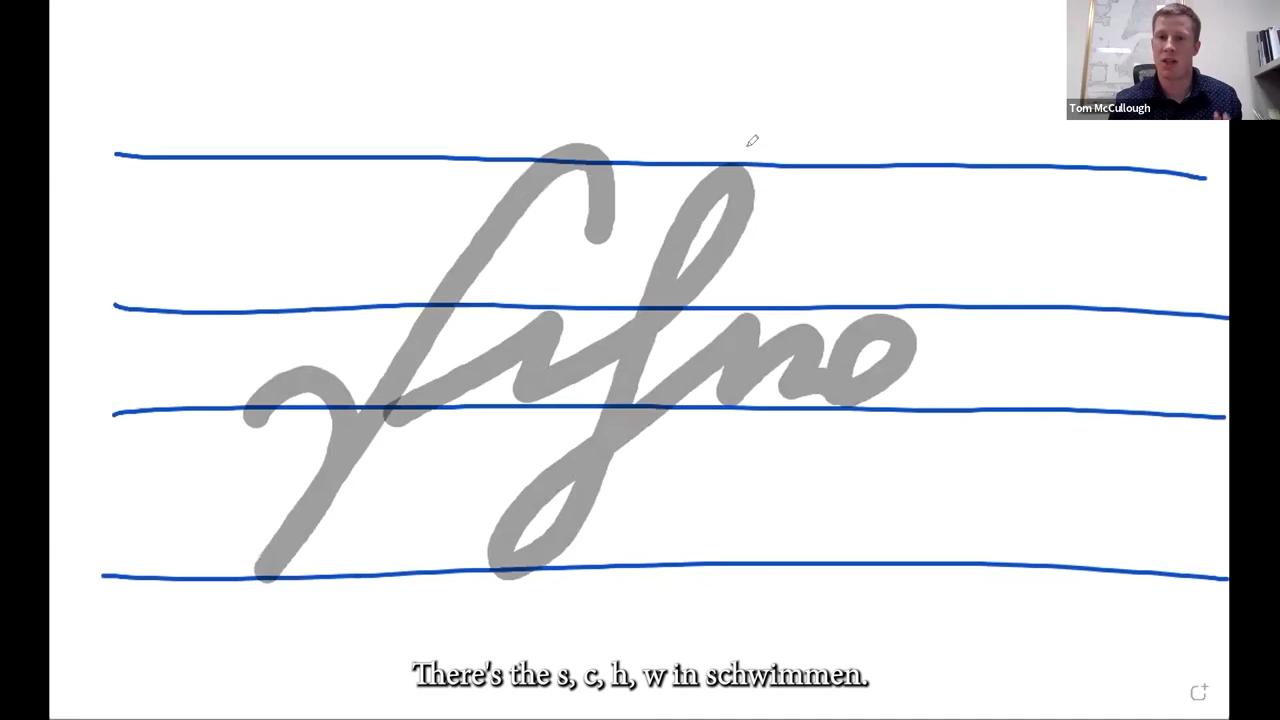 Tom McCullough
schw
There's the s, c, h, w in schwimmen.